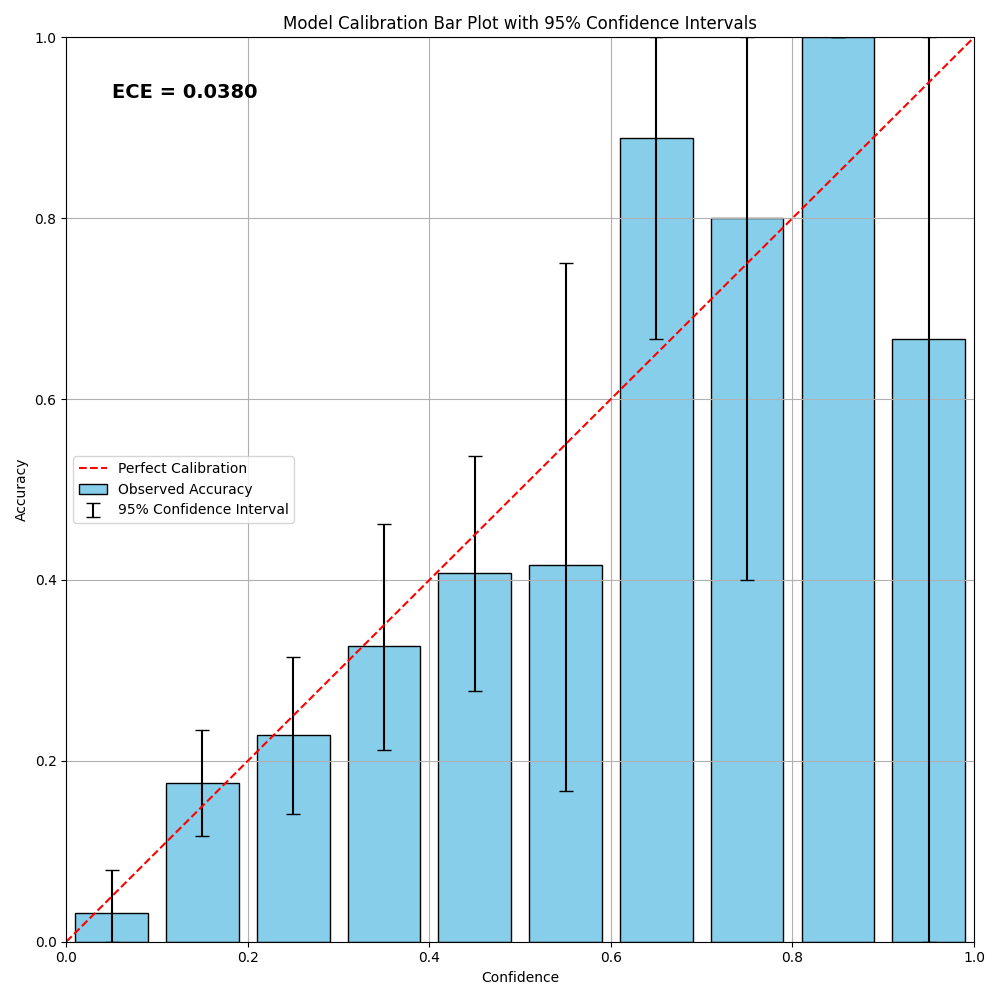 Model Calibration Bar Plot with 95% Confidence Intervals
1.0
ECE = 0.0380
0.8
0.6
Accuracy
Perfect Calibration
Observed Accuracy
95% Confidence Interval
0.4
0.2
0.0
0.0 0.2 0.4 0.6 0.8 1.0
Confidence